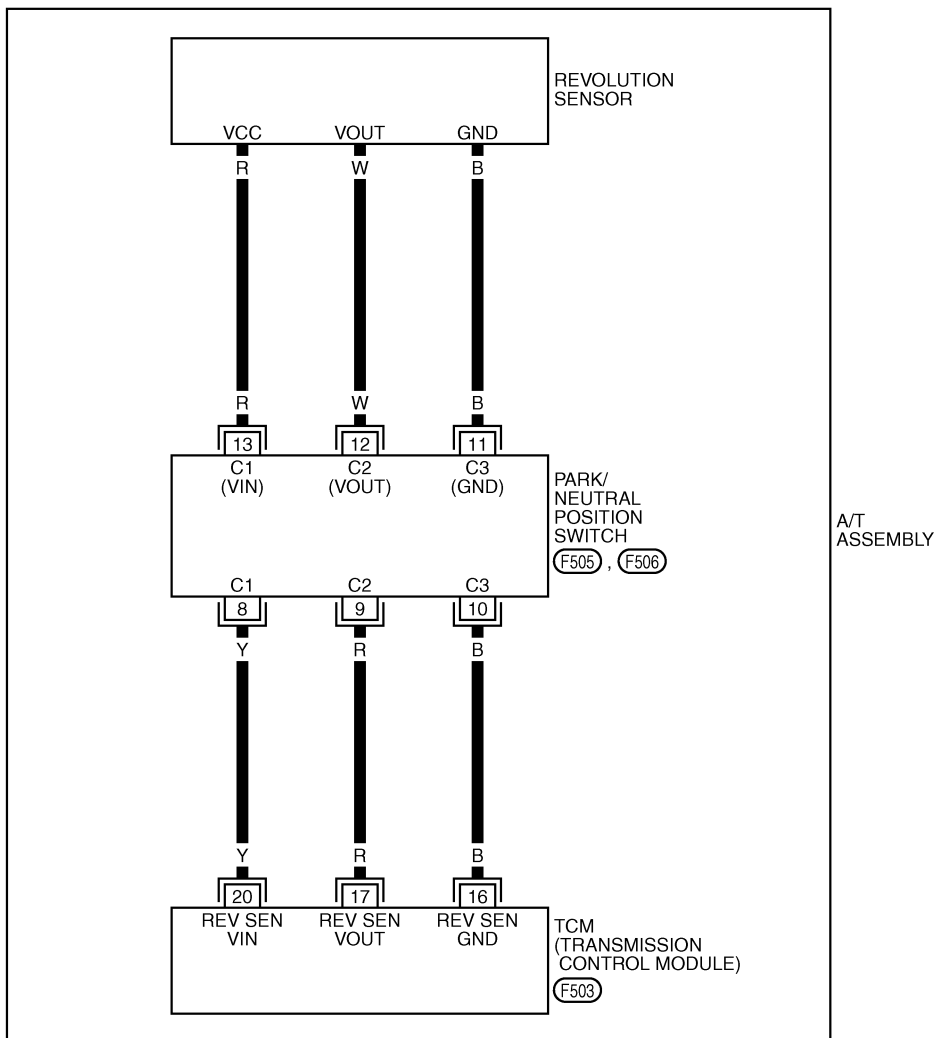 REVOLUTION
SENSOR
VCC VOUT GND
R W B
R W B
13 12 11
C1 C2 C3
(VIN) (VOUT) (GND)
PARK/
NEUTRAL
POSITION
SWITCH
F505 , F506
A/T
ASSEMBLY
C1 C2 C3
8 9 10
Y R B
Y R B
20 17 16
REV SEN REV SEN REV SEN
VIN VOUT GND
TCM
(TRANSMISSION
CONTROL MODULE)
F503